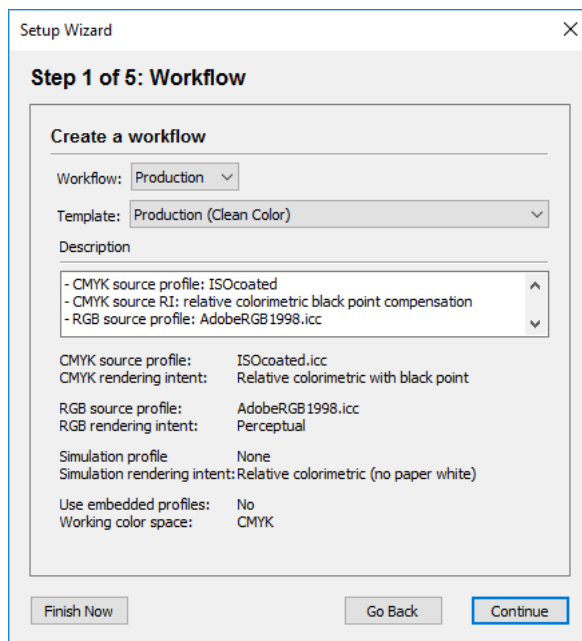 Setup Wizard
Step 1 of 5: Workflow
Create a workflow
Workflow: Production
Template: Production (Clean Color)
Description
- CMYK source profile: ISOcoated
- CMYK source RI: relative colorimetric black point compensation
- RGB source profile: AdobeRGB1998.icc
CMYK source profile: ISOcoated.icc
CMYK rendering intent: Relative colorimetric with black point
RGB source profile: AdobeRGB1998.icc
RGB rendering intent: Perceptual
Simulation profile None
Simulation rendering intent: Relative colorimetric (no paper white)
Use embedded profiles: No
Working color space: CMYK
Finish Now Go Back Continue